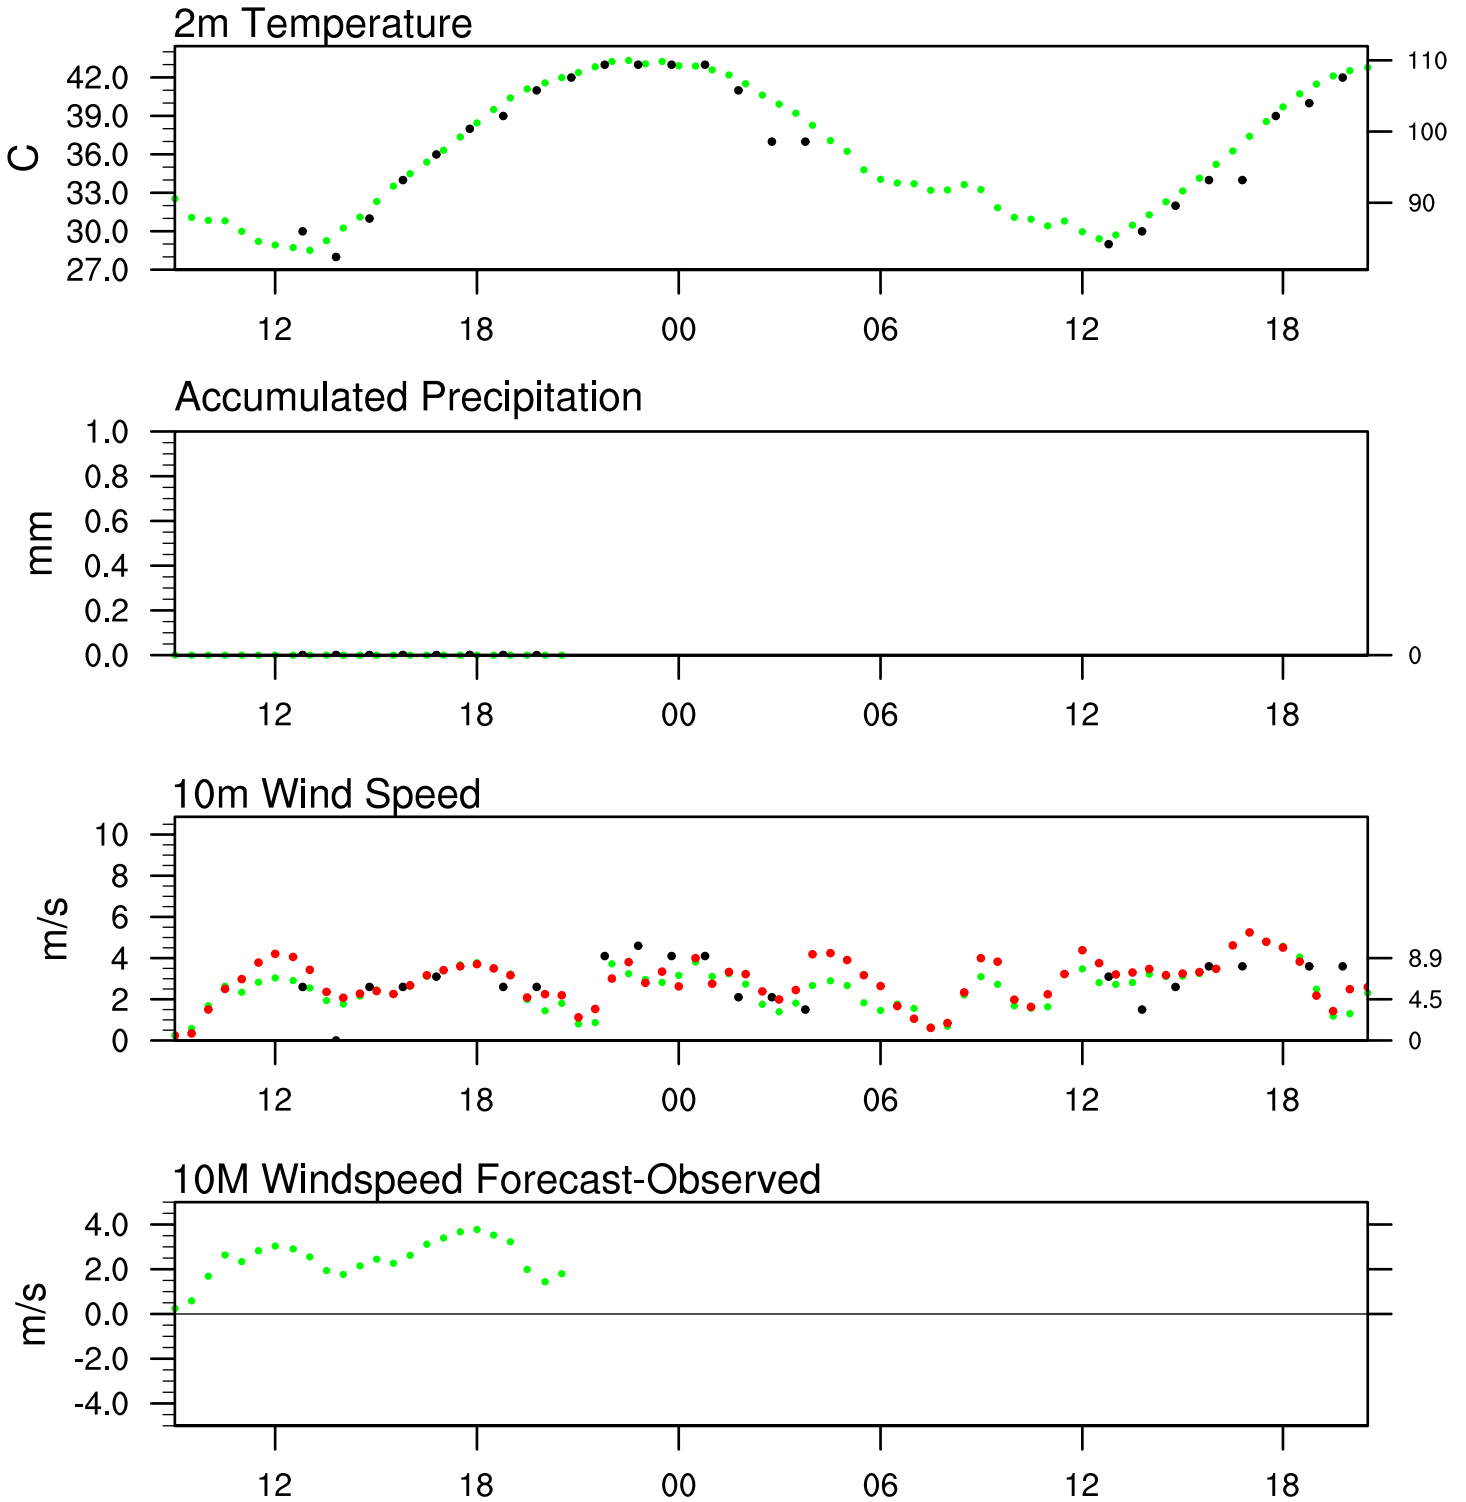 2m Temperature
C
42.0
39.0
36.0
33.0
30.0
27.0
110
100
90
12 18 00 06 12 18
Accumulated Precipitation
mm
1.0
0.8
0.6
0.4
0.2
0.0
0
12 18 00 06 12 18
10m Wind Speed
m/s
10
8
6
4
2
0
8.9
4.5
0
12 18 00 06 12 18
10M Windspeed Forecast-Observed
m/s
4.0
2.0
0.0
-2.0
-4.0
12 18 00 06 12 18